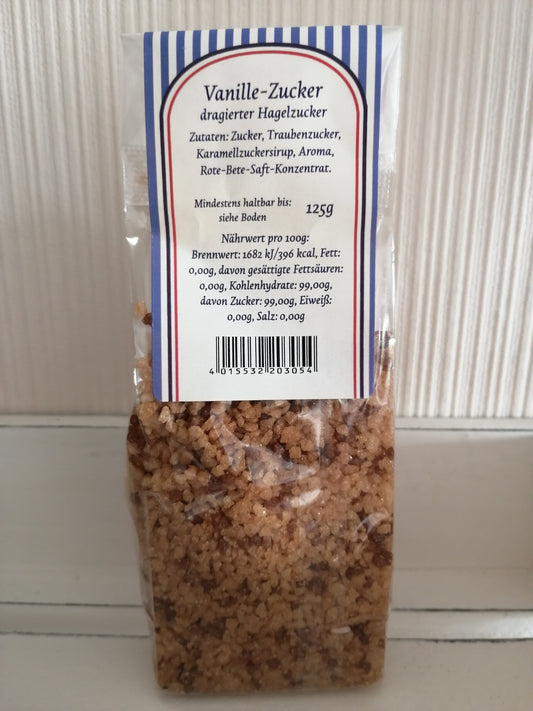 Vanille-Zucker
dragierter Hagelzucker
Zutaten: Zucker, Traubenzucker,
Karamellzuckersirup, Aroma,
Rote-Bete-Saft-Konzentrat.
Mindestens haltbar bis:
siehe Boden
125g
Nährwert pro 100g:
Brennwert: 1682 kJ/396 kcal, Fett:
0,00g, davon gesättigte Fettsäuren:
0,00g, Kohlenhydrate: 99,00g,
davon Zucker: 99,00g, Eiweiß:
0,00g, Salz: 0,00g
4 015532 203054